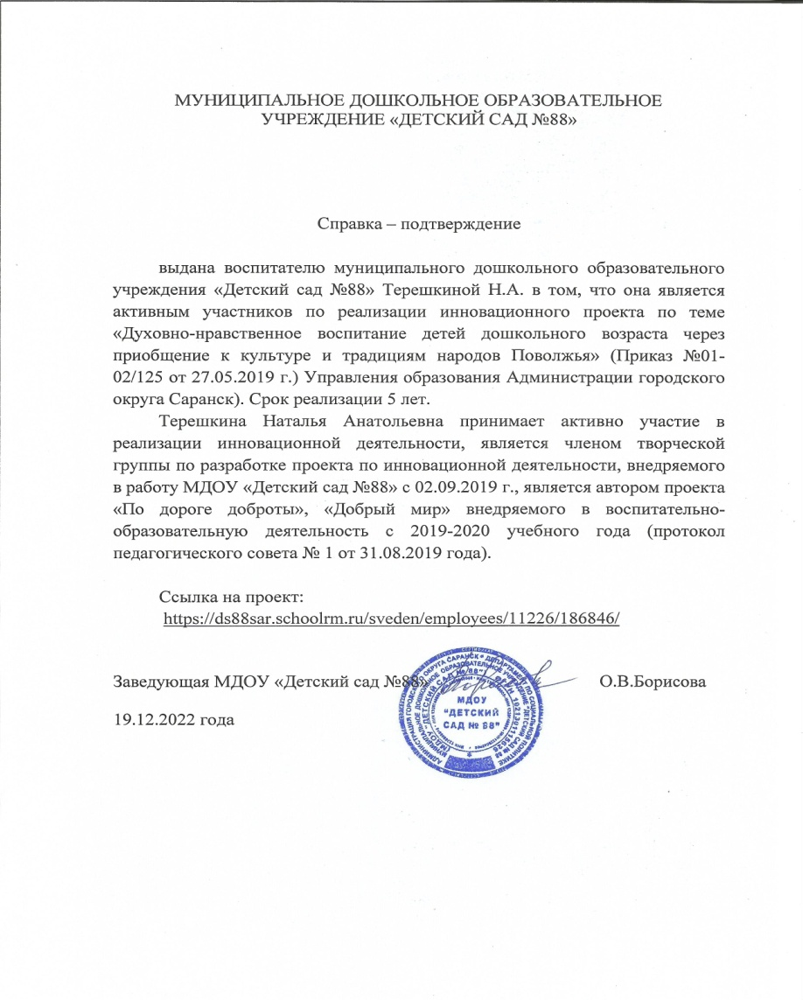 МУНИЦИПАЛЬНОЕ ДОШКОЛЬНОЕ ОБРАЗОВАТЕЛЬНОЕ
УЧРЕЖДЕНИЕ «ДЕТСКИЙ САД №88»
Справка – подтверждение
выдана воспитателю муниципального дошкольного образовательного
учреждения «Детский сад №88» Терешкиной Н.А. в том, что она является
активным участников по реализации инновационного проекта по теме
«Духовно-нравственное воспитание детей дошкольного возраста через
приобщение к культуре и традициям народов Поволжья» (Приказ №01-
02/125 от 27.05.2019 г.) Управления образования Администрации городского
округа Саранск). Срок реализации 5 лет.
Терешкина Наталья Анатольевна принимает активно участие в
реализации инновационной деятельности, является членом творческой
группы по разработке проекта по инновационной деятельности, внедряемого
в работу МДОУ «Детский сад №88» с 02.09.2019 г., является автором проекта
«По дороге доброты», «Добрый мир» внедряемого в воспитательно-
образовательную деятельность с 2019-2020 учебного года (протокол
педагогического совета № 1 от 31.08.2019 года).
Ссылка на проект:
https://ds88sar.schoolrm.ru/sveden/employees/11226/186846/
Заведующая МДОУ «Детский сад №88» О.В.Борисова
19.12.2022 года
МДОУ
"ДЕТСКИЙ
САД № 88"